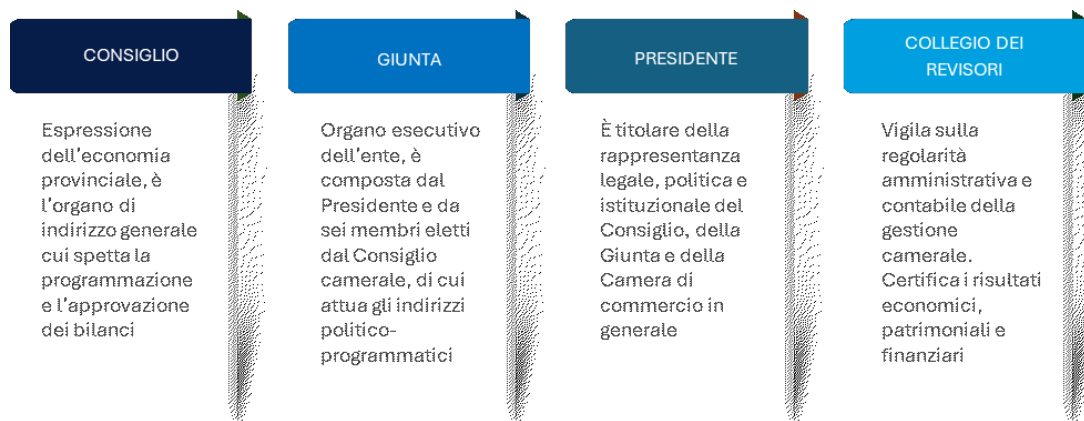 CONSIGLIO
Espressione
dell'economia
provinciale, è
l'organo di
indirizzo generale
cui spetta la
programmazione
e l'approvazione
dei bilanci
GIUNTA
Organo esecutivo
dell'ente, è
composta dal
Presidente e da
sei membri eletti
dal Consiglio
camerale, di cui
attua gli indirizzi
politico-
programmatici
PRESIDENTE
È titolare della
rappresentanza
legale, politica e
istituzionale del
Consiglio, della
Giunta e della
Camera di
commercio in
generale
COLLEGIO DEI
REVISORI
Vigila sulla
regolarità
amministrativa e
contabile della
gestione
camerale.
Certifica i risultati
economici,
patrimoniali e
finanziari